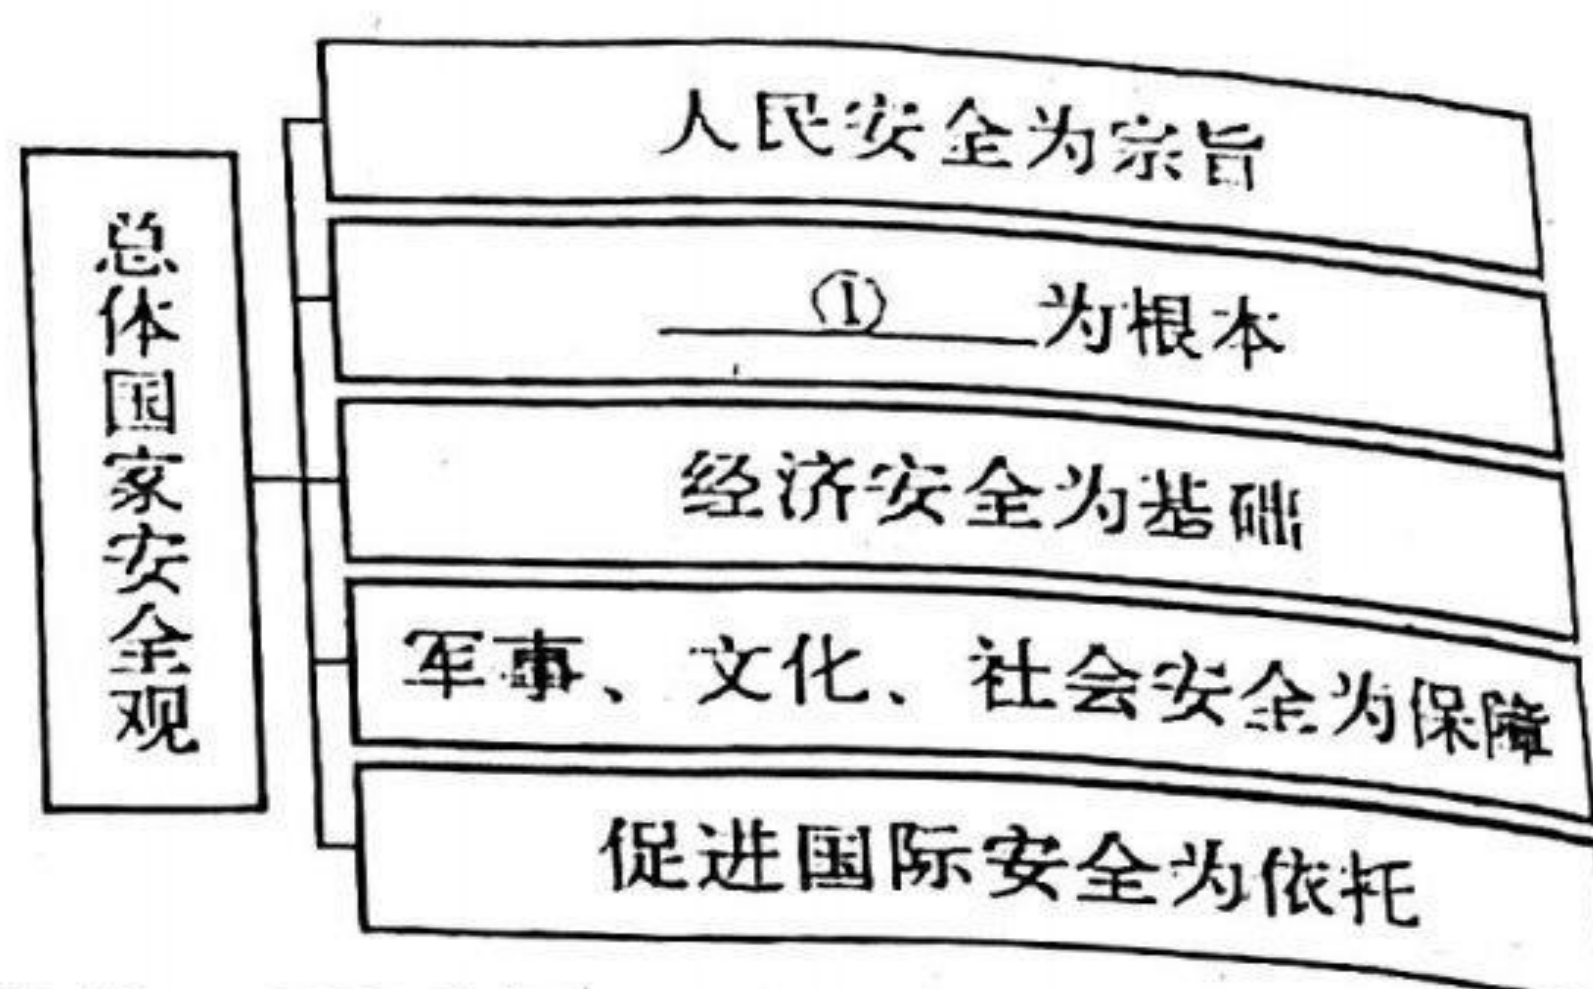 总体国家安全观
人民安全为宗旨
①为根本
经济安全为基础
军事、文化、社会安全为保障
促进国际安全为依托